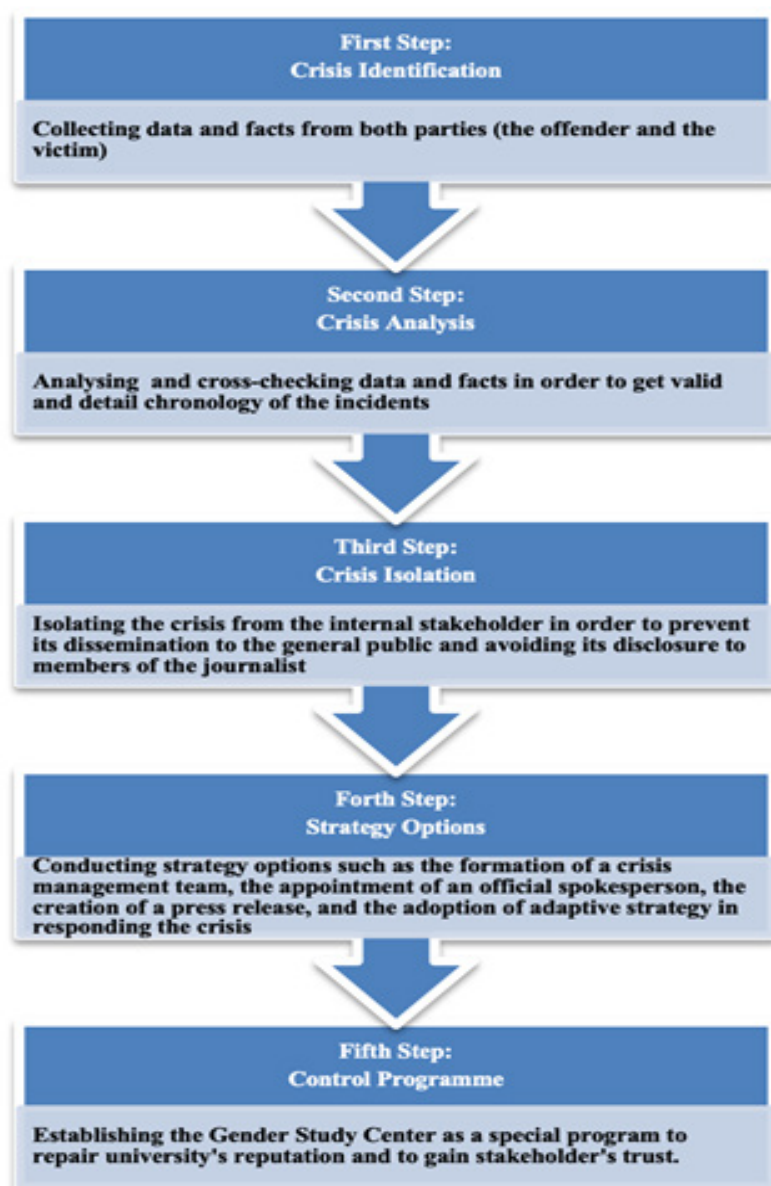 First Step:
Crisis Identification
Collecting data and facts from both parties (the offender and the
victim)
Second Step:
Crisis Analysis
Analysing and cross-checking data and facts in order to get valid
and detail chronology of the incidents
Third Step:
Crisis Isolation
Isolating the crisis from the internal stakeholder in order to prevent
its dissemination to the general public and avoiding its disclosure to
members of the journalist
Forth Step:
Strategy Options
Conducting strategy options such as the formation of a crisis
management team, the appointment of an official spokesperson, the
creation of a press release, and the adoption of adaptive strategy in
responding the crisis
Fifth Step:
Control Programme
Establishing the Gender Study Center as a special program to
repair university's reputation and to gain stakeholder's trust.